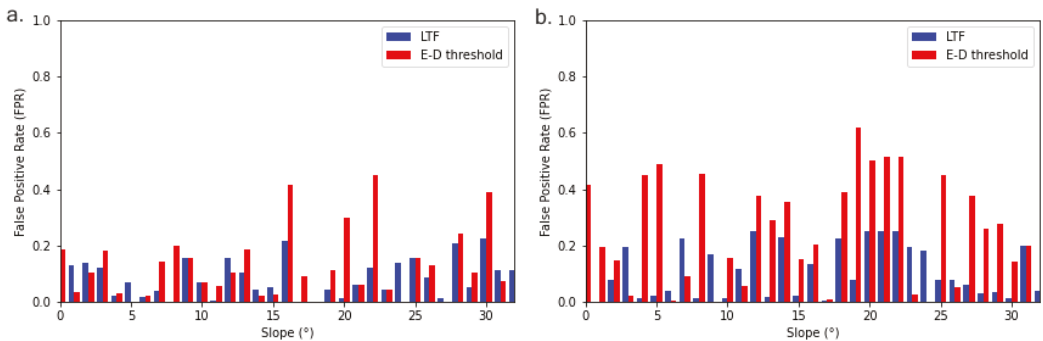 a.
1.0
0.8
0.6
0.4
0.2
0.0
False Positive Rate (FPR)
LTF
E-D threshold
0 5 10 15 20 25 30
Slope (°)
b.
1.0
0.8
0.6
0.4
0.2
0.0
False Positive Rate (FPR)
LTF
E-D threshold
0 5 10 15 20 25 30
Slope (°)